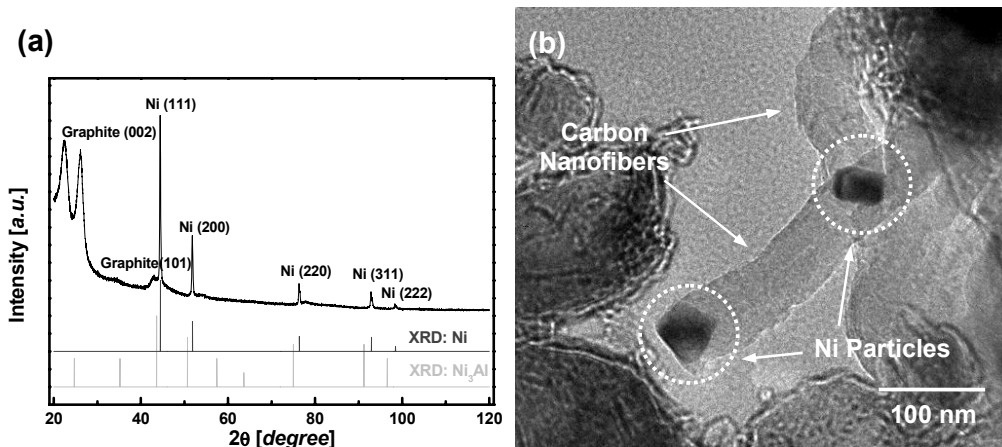 (a)
Ni (111)
Graphite (002)
Ni (200)
Graphite (101)
Ni (220)
Ni (311)
Ni (222)
XRD: Ni
XRD: Ni₃Al
20 40 60 80 100 120
2θ [degree]
Intensity [a.u.]
(b)
Carbon
Nanofibers
Ni Particles
100 nm